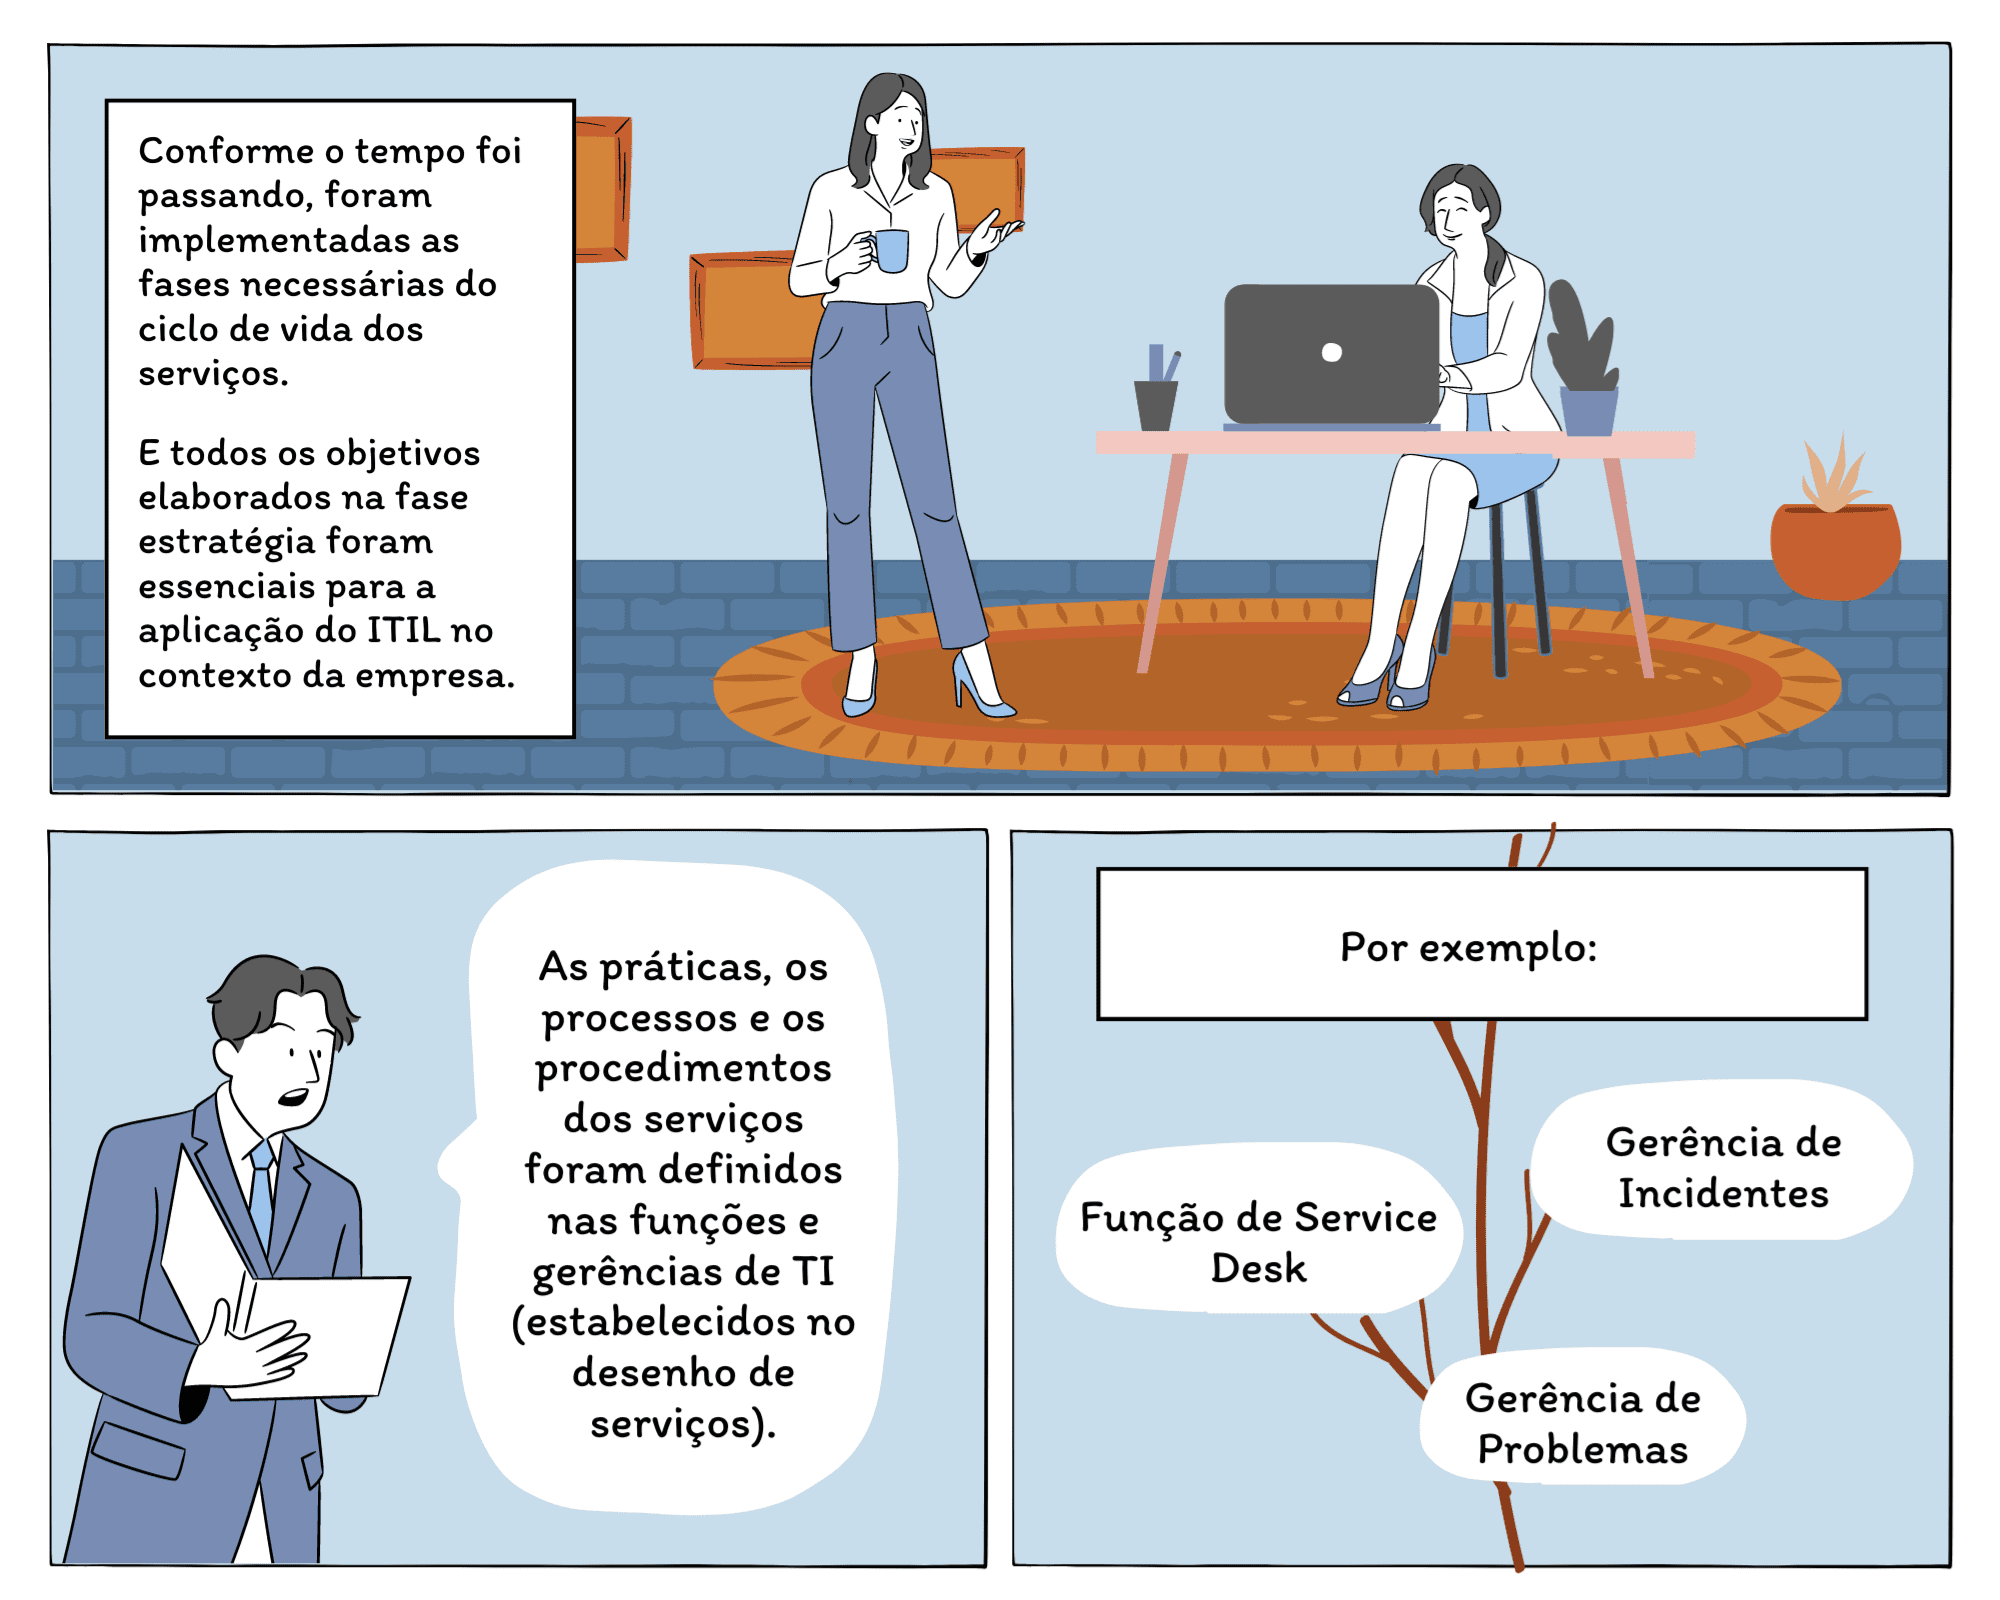 Conforme o tempo foi
passando, foram
implementadas as
fases necessárias do
ciclo de vida dos
serviços.
E todos os objetivos
elaborados na fase
estratégia foram
essenciais para a
aplicação do ITIL no
contexto da empresa.
As práticas, os
processos e os
procedimentos
dos serviços
foram definidos
nas funções e
gerências de TI
(estabelecidos no
desenho de
serviços).
Por exemplo:
Gerência de
Incidentes
Função de Service
Desk
Gerência de
Problemas